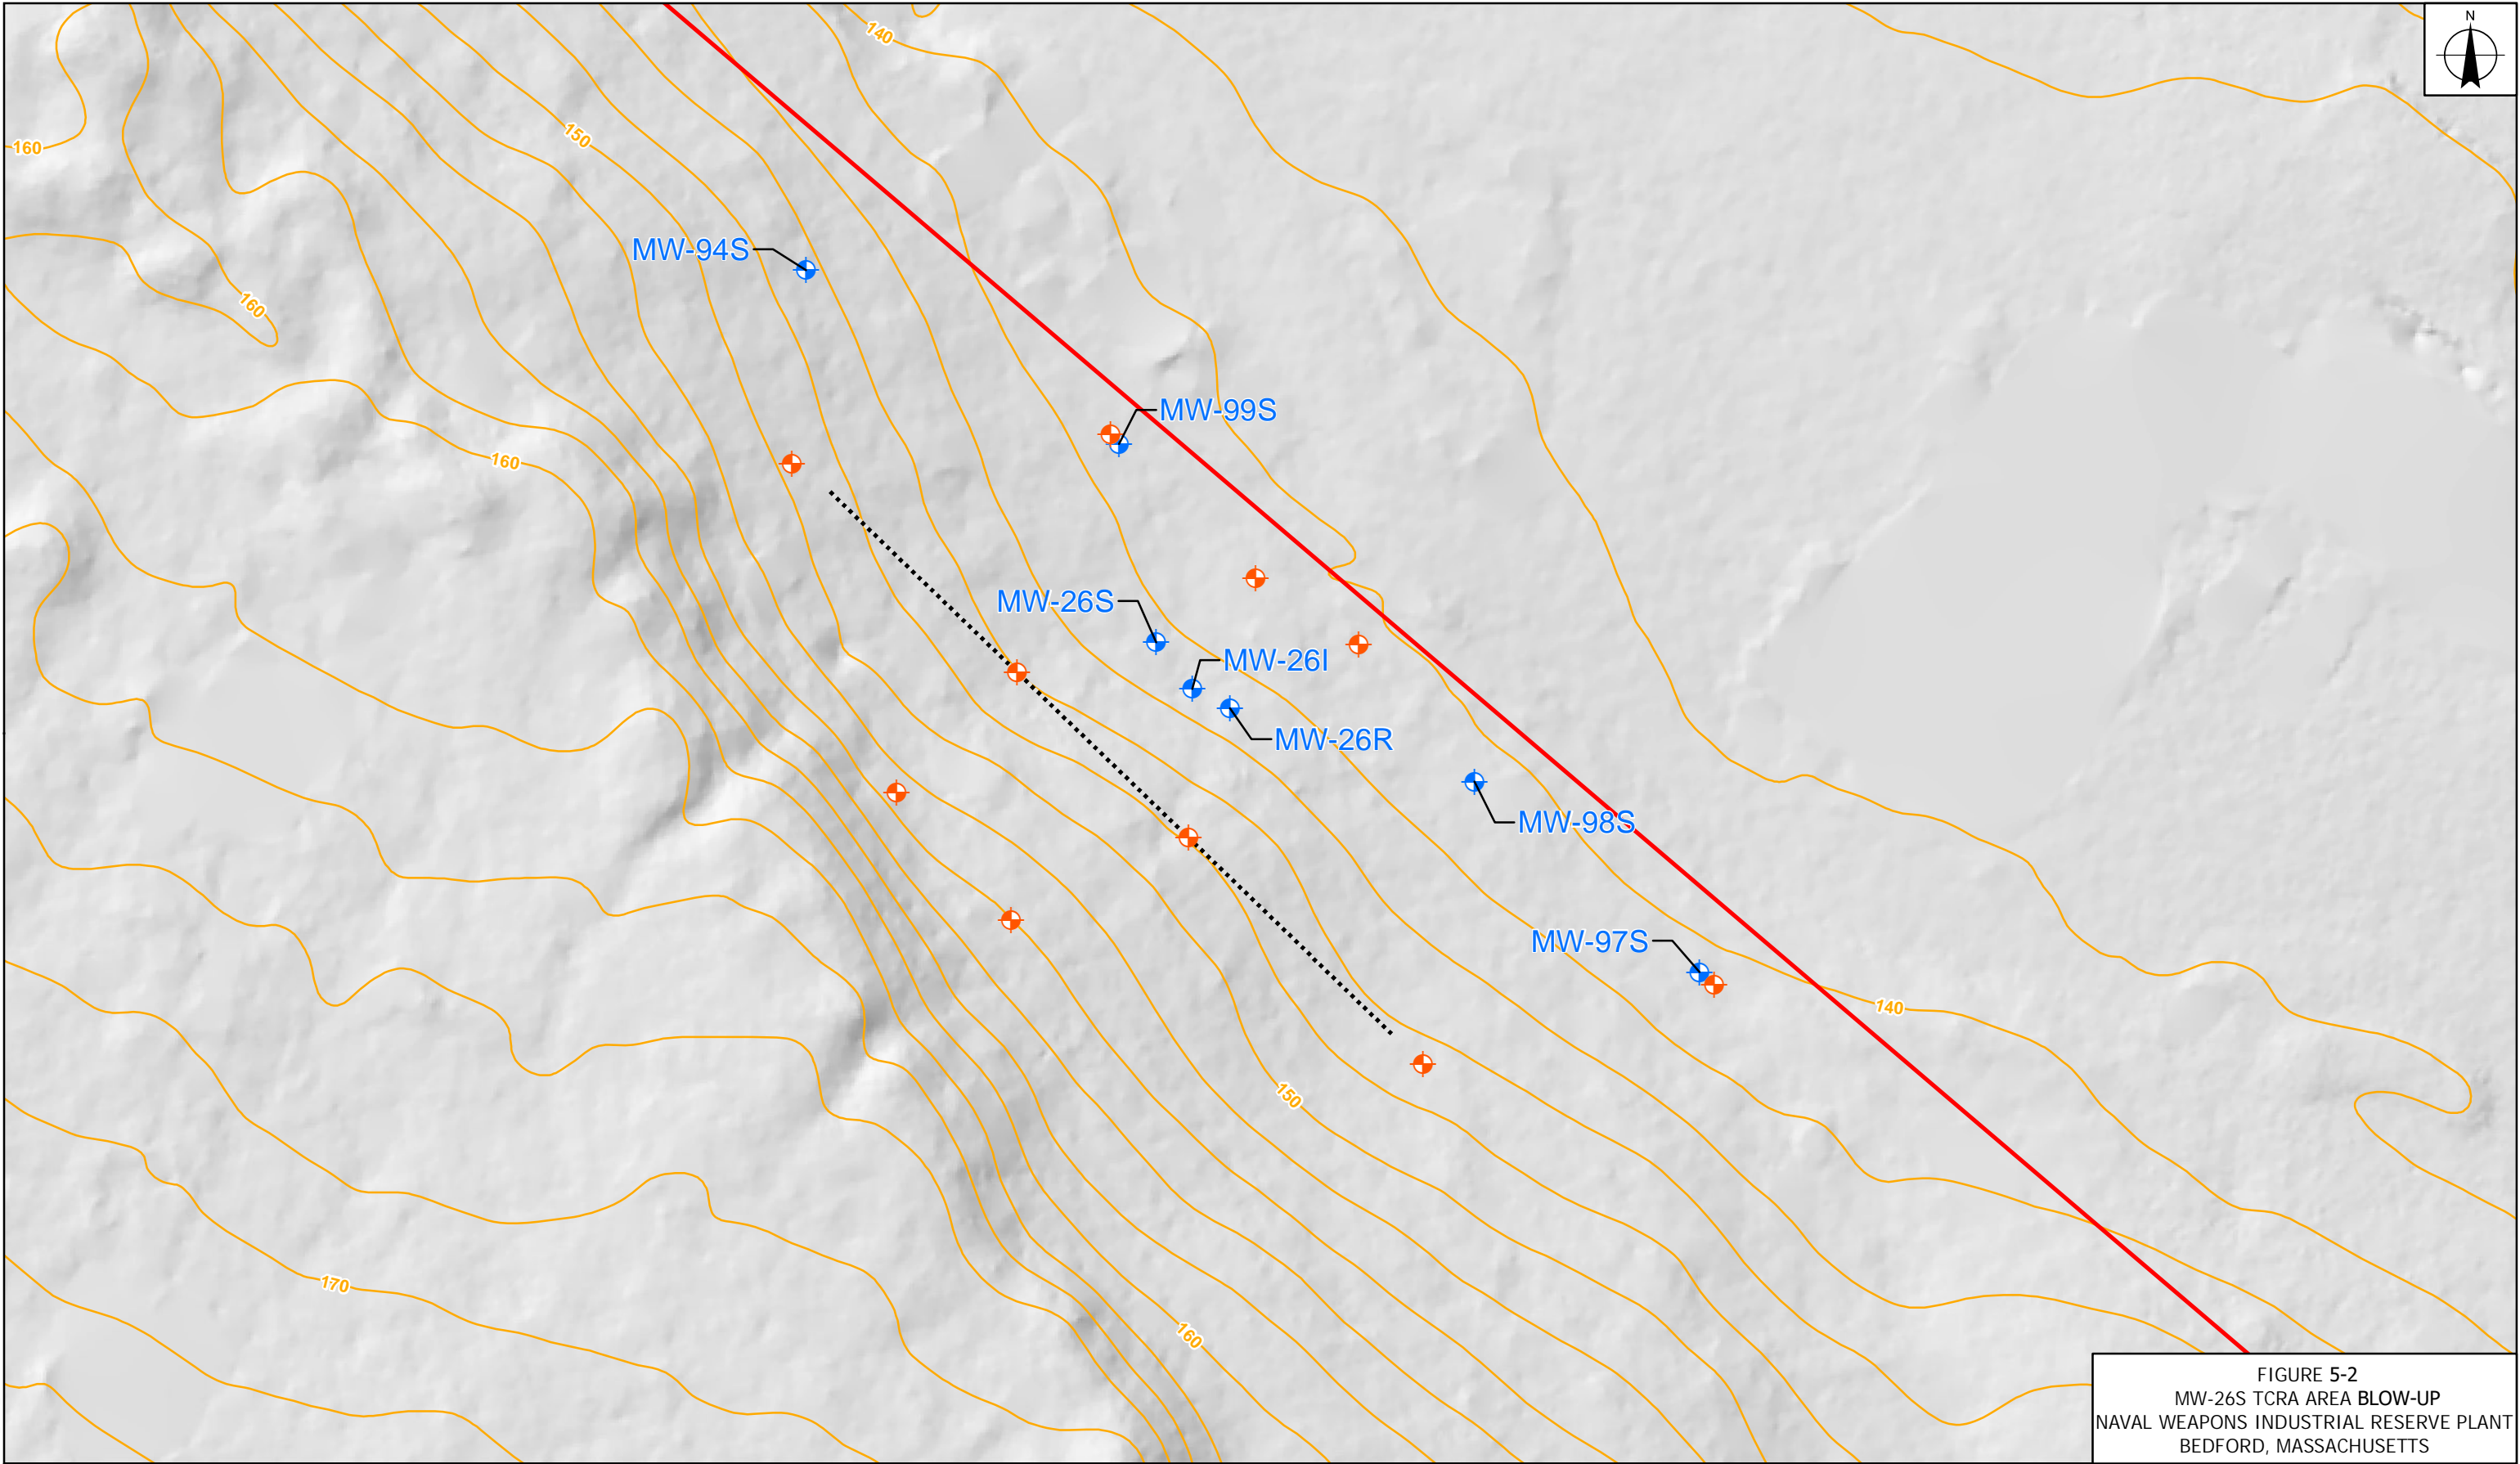 N
140
150
160
MW-94S
160
MW-99S
160
MW-26S
MW-26I
MW-26R
MW-98S
MW-97S
140
150
170
160
FIGURE 5-2
MW-26S TCRA AREA BLOW-UP
NAVAL WEAPONS INDUSTRIAL RESERVE PLANT
BEDFORD, MASSACHUSETTS